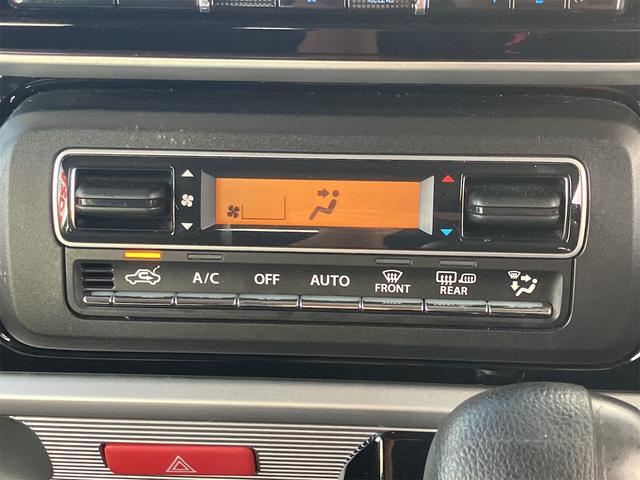 A/C OFF AUTO FRONT REAR